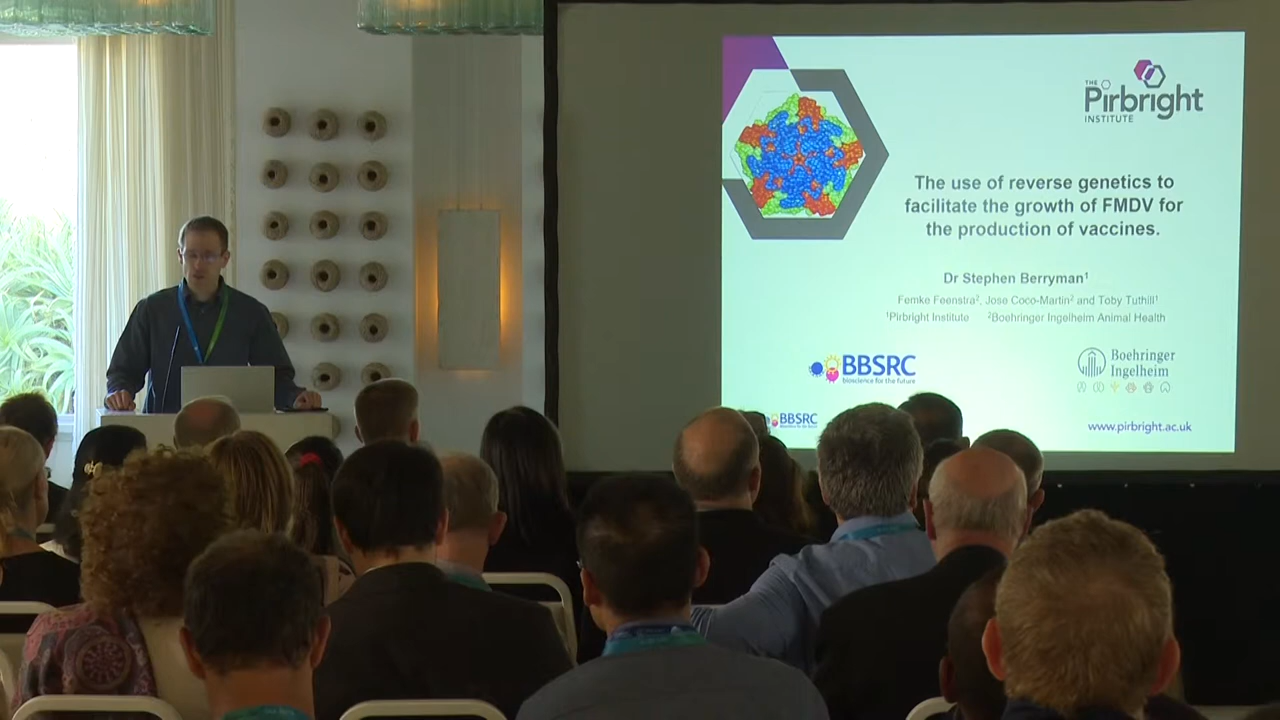 THE
Pirbright
INSTITUTE
The use of reverse genetics to
facilitate the growth of FMDV for
the production of vaccines.
Dr Stephen Berryman¹
Femke Feenstra², Jose Coco-Martin² and Toby Tuthill¹
¹Pirbright Institute ²Boehringer Ingelheim Animal Health
BBSRC
bioscience for the future
Boehringer
Ingelheim
BBSRC
www.pirbright.ac.uk